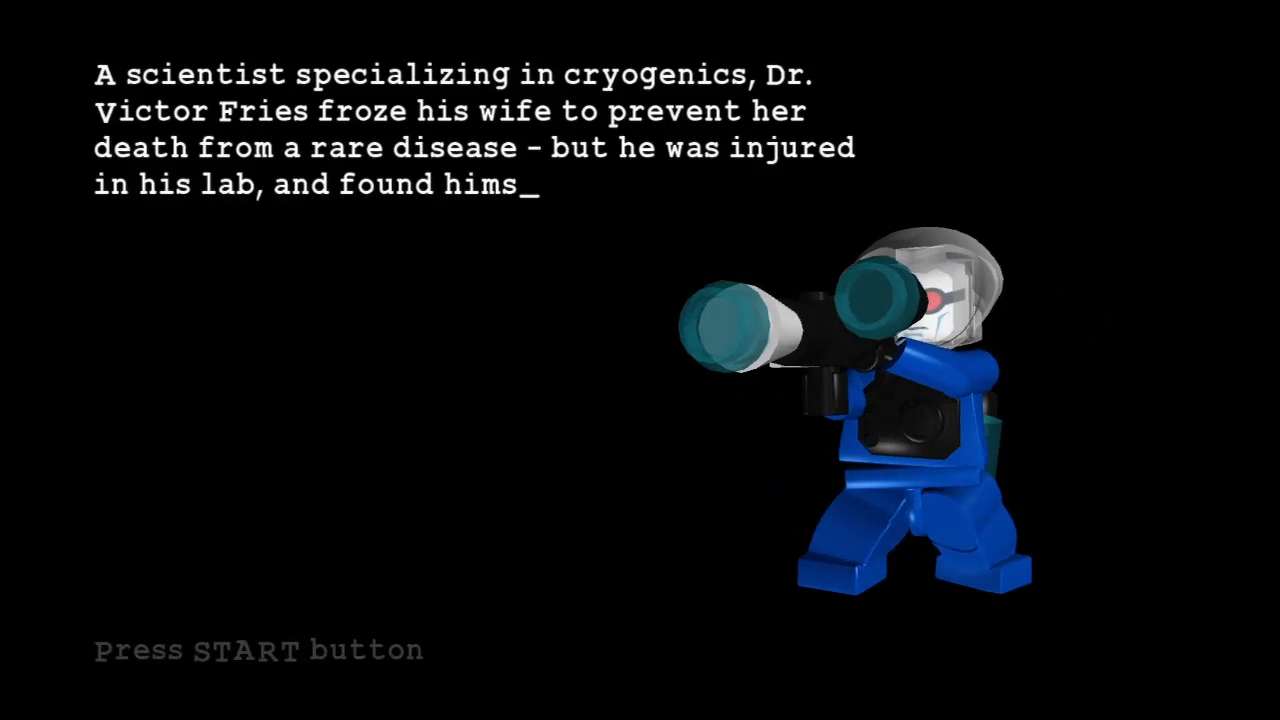 A scientist specializing in cryogenics, Dr.
Victor Fries froze his wife to prevent her
death from a rare disease - but he was injured
in his lab, and found hims_
Press START button